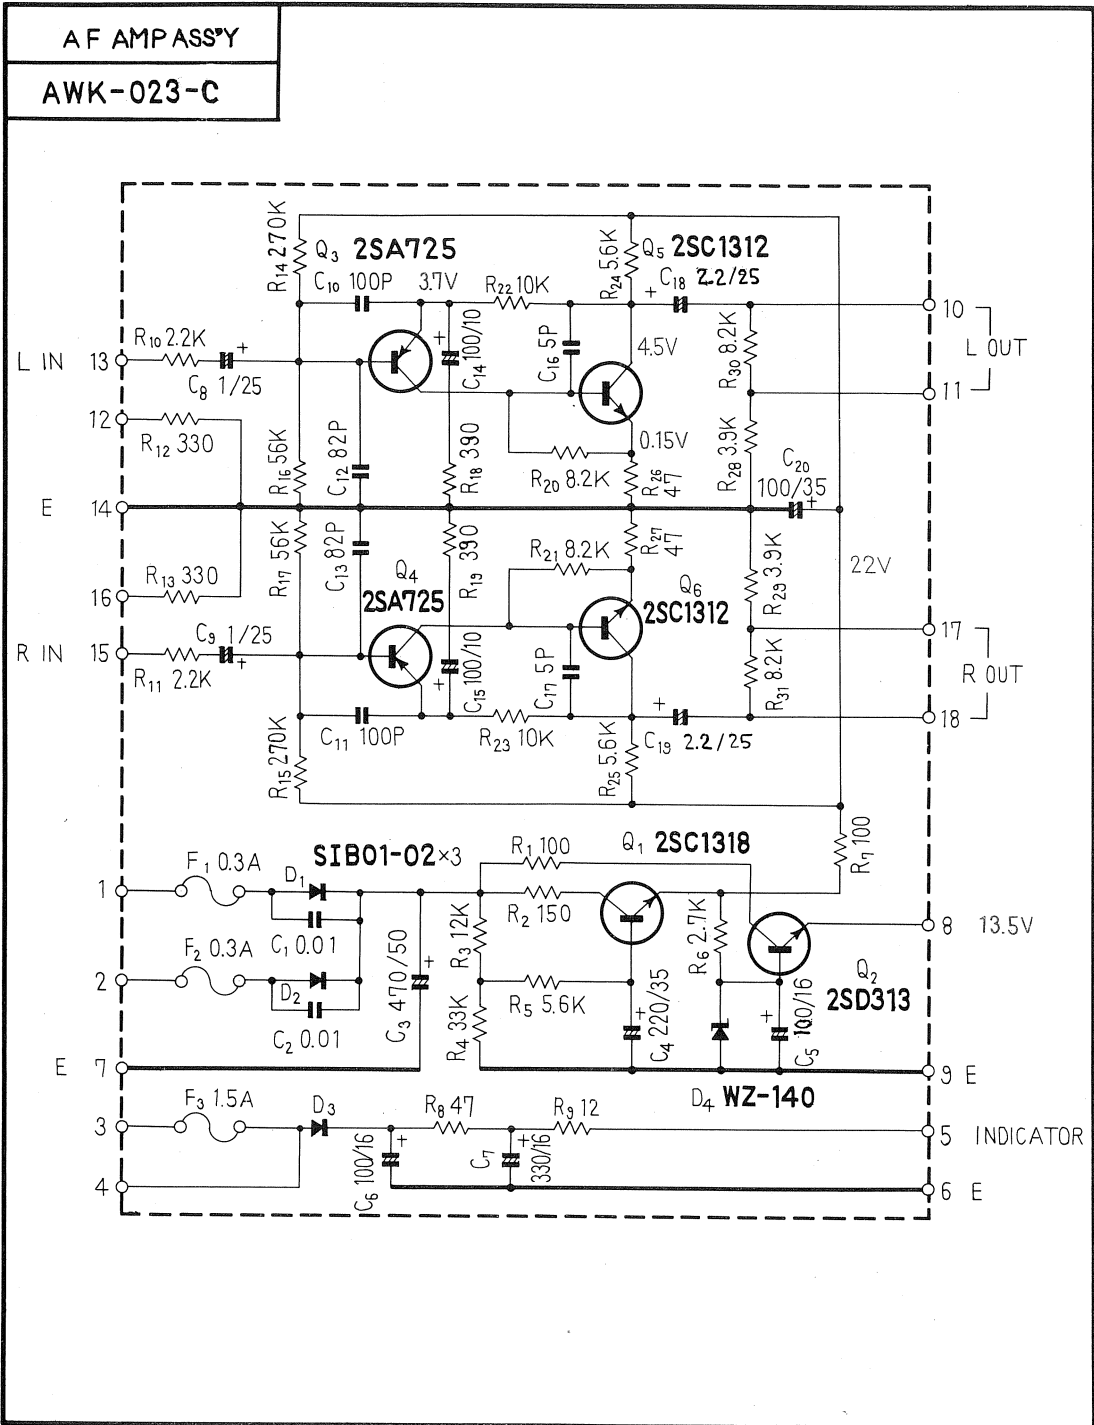 AF AMP ASS'Y
AWK-023-C
R14 270K
Q3 2SA725
C10 100P
3.7V
R22 10K
R24 5.6K
Q5 2SC1312
C18 2.2/25
10
L OUT
11
R10 2.2K
L IN 13
C8 1/25
C14 100/10
C16 5P
4.5V
R30 8.2K
12
R12 330
R16 56K
C12 82P
R18 390
R20 8.2K
0.15V
R26 47
R28 3.9K
C20 100/35
E 14
R17 56K
C13 82P
R19 390
R21 8.2K
R27 47
R29 3.9K
22V
R13 330
16
Q4
2SA725
Q6
2SC1312
C9 1/25
R IN 15
R11 2.2K
C15 100/10
C17 5P
R31 8.2K
17
R OUT
18
C11 100P
R23 10K
C19 2.2/25
R15 270K
R25 5.6K
R7 100
SIB01-02×3
R1 100
Q1 2SC1318
1
F1 0.3A
D1
C1 0.01
R2 150
R3 12K
R6 2.7K
8 13.5V
2
F2 0.3A
D2
C2 0.01
C3 470/50
R5 5.6K
R4 33K
C4 220/35
C5 100/16
Q2
2SD313
E 7
9 E
D4 WZ-140
3
F3 1.5A
D3
R8 47
R9 12
5 INDICATOR
4
C6 100/16
C7 330/16
6 E